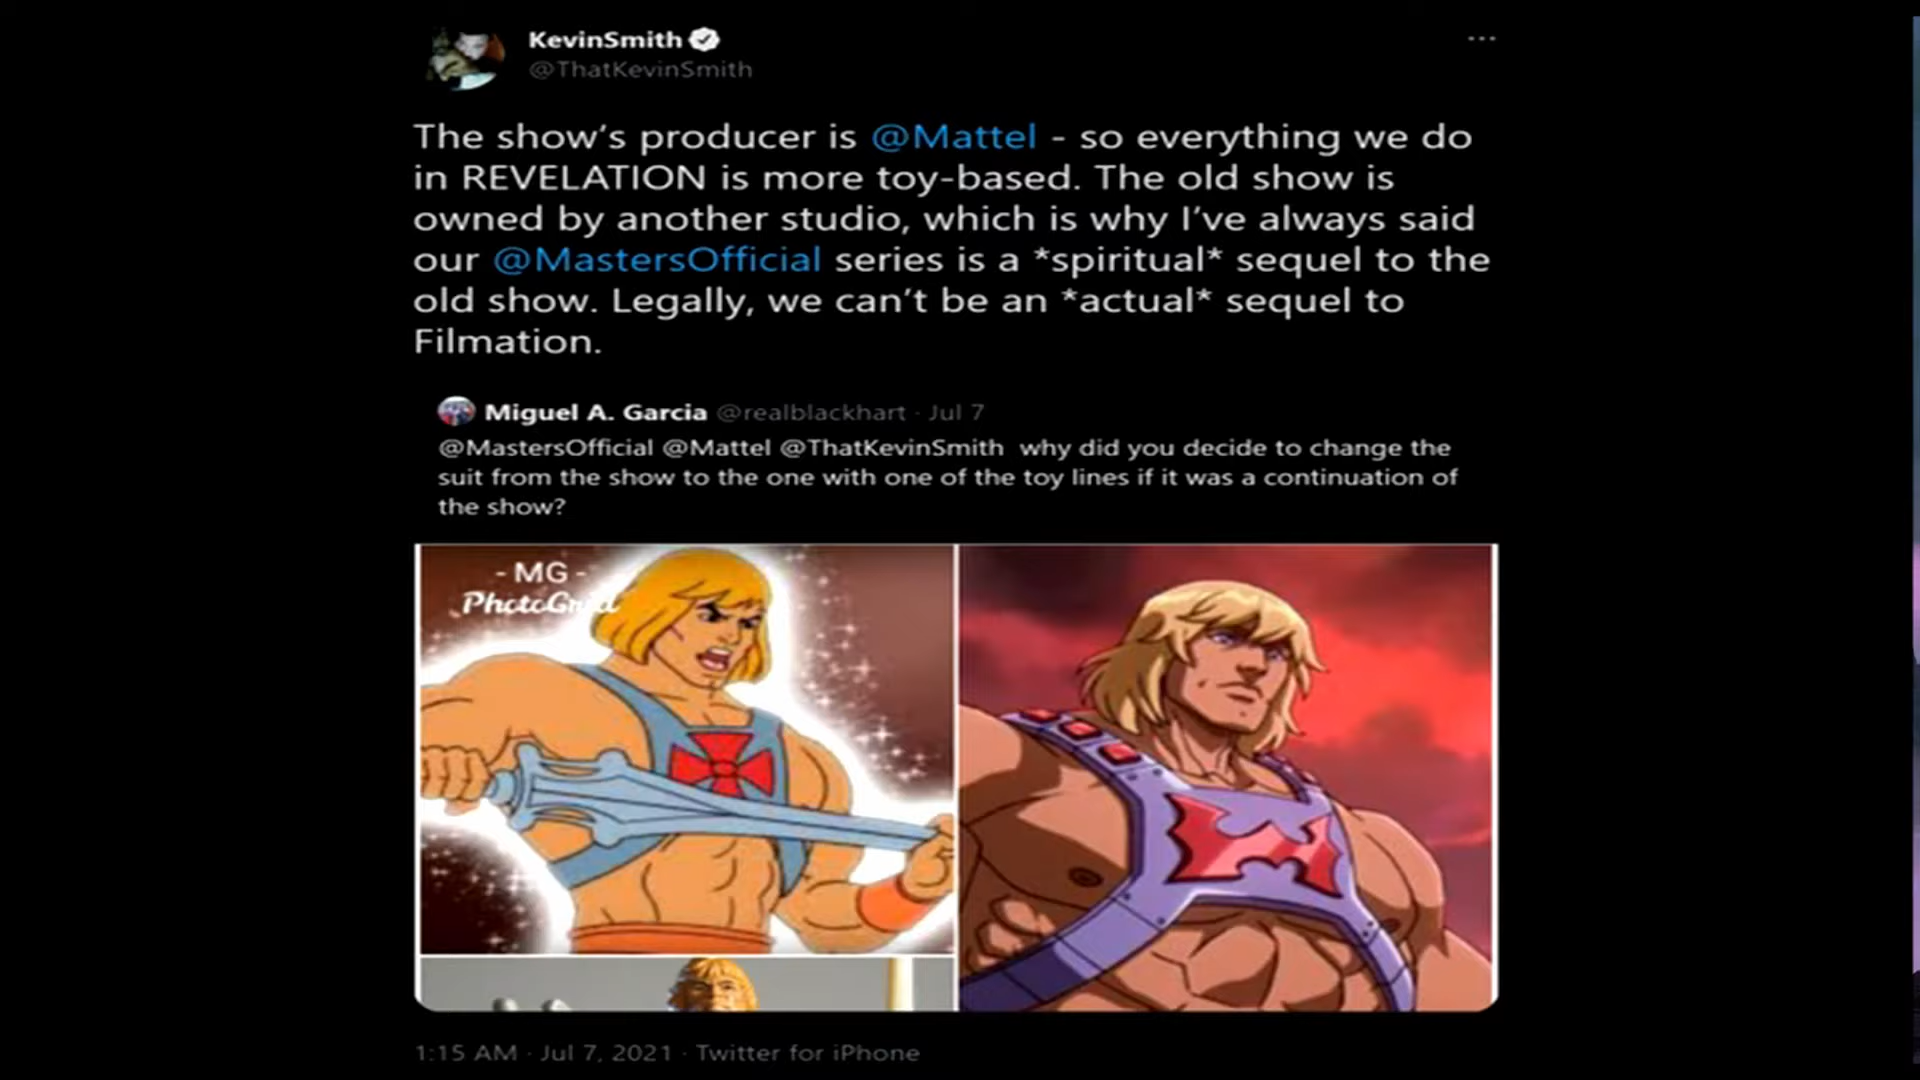 KevinSmith
@ThatKevinSmith
The show's producer is @Mattel - so everything we do
in REVELATION is more toy-based. The old show is
owned by another studio, which is why I've always said
our @MastersOfficial series is a *spiritual* sequel to the
old show. Legally, we can't be an *actual* sequel to
Filmation.
Miguel A. Garcia @realblackhart · Jul 7
@MastersOfficial @Mattel @ThatKevinSmith why did you decide to change the
suit from the show to the one with one of the toy lines if it was a continuation of
the show?
- MG -
PhotoGrid
1:15 AM · Jul 7, 2021 · Twitter for iPhone